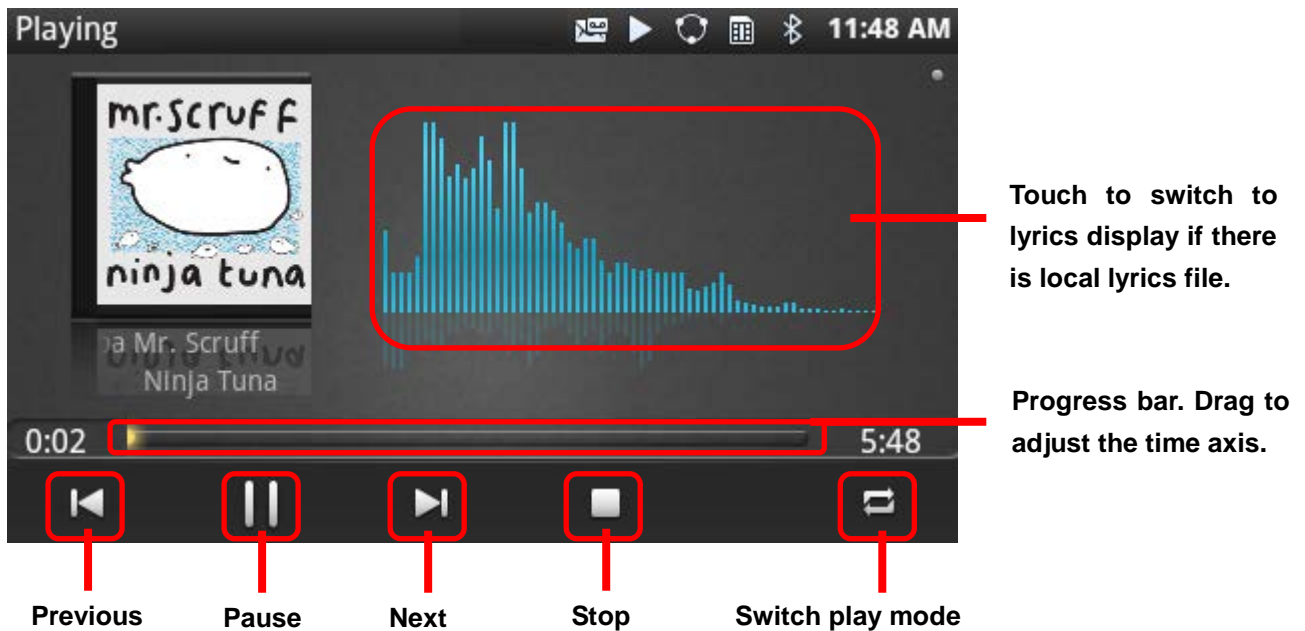 Playing
11:48 AM
mr. scruff
ninja tuna
Mr. Scruff
Ninja Tuna
0:02
5:48
Touch to switch to
lyrics display if there
is local lyrics file.
Progress bar. Drag to
adjust the time axis.
Previous
Pause
Next
Stop
Switch play mode